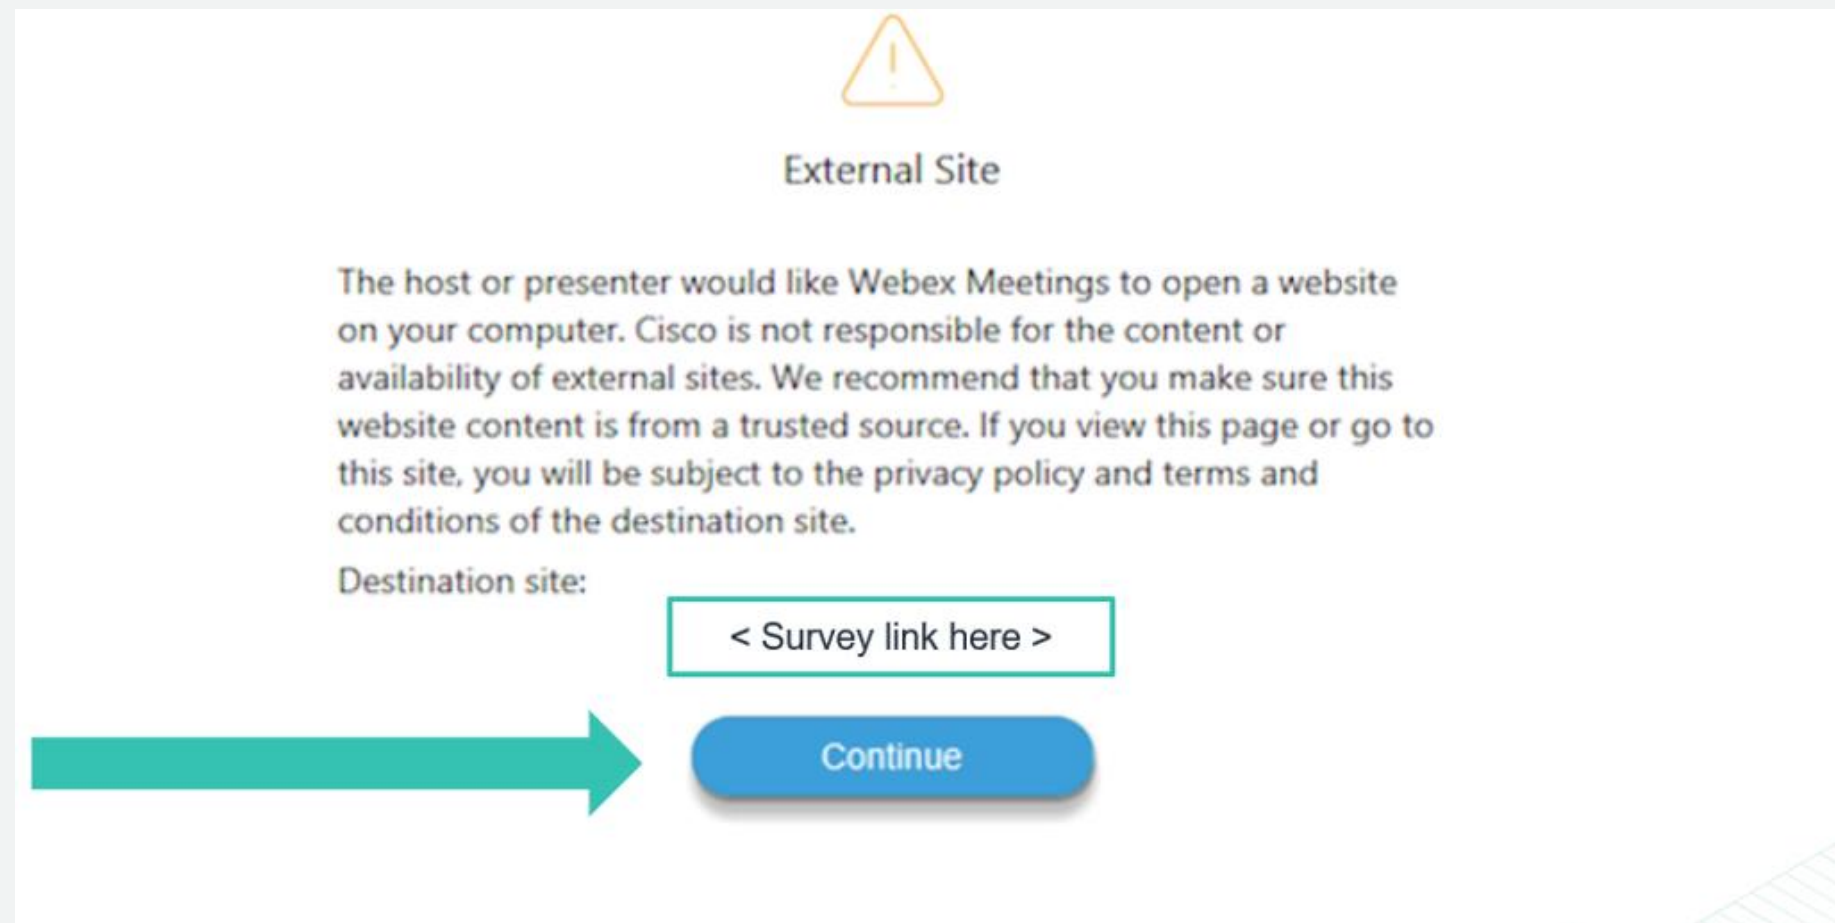 External Site
The host or presenter would like Webex Meetings to open a website
on your computer. Cisco is not responsible for the content or
availability of external sites. We recommend that you make sure this
website content is from a trusted source. If you view this page or go to
this site, you will be subject to the privacy policy and terms and
conditions of the destination site.
Destination site:
< Survey link here >
Continue